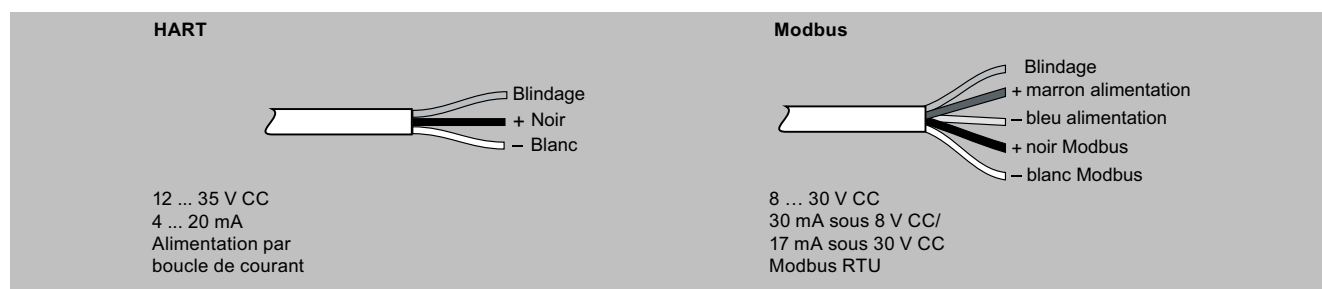 HART
Blindage
+ Noir
– Blanc
12 ... 35 V CC
4 ... 20 mA
Alimentation par
boucle de courant
Modbus
Blindage
+ marron alimentation
– bleu alimentation
+ noir Modbus
– blanc Modbus
8 … 30 V CC
30 mA sous 8 V CC/
17 mA sous 30 V CC
Modbus RTU